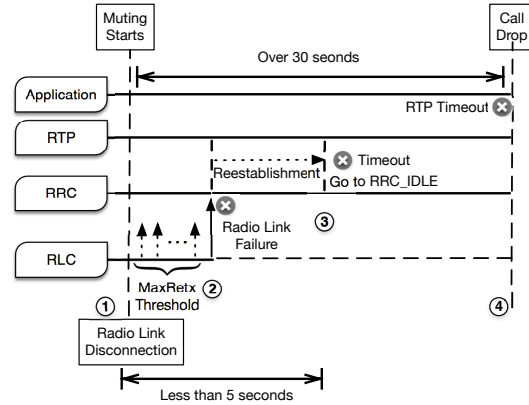 Muting
Starts
Call
Drop
Over 30 seonds
Application
RTP Timeout
RTP
Reestablishment
Timeout
Go to RRC_IDLE
RRC
Radio Link
Failure
3
RLC
MaxRetx
Threshold
2
1
4
Radio Link
Disconnection
Less than 5 seconds